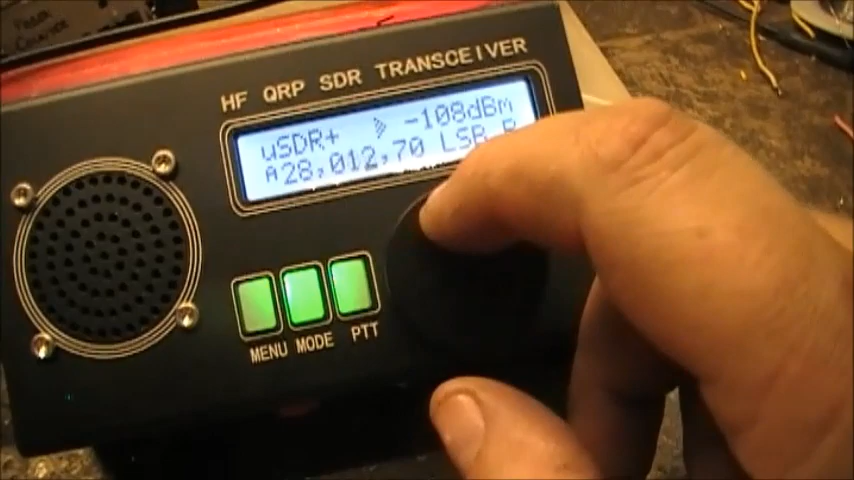 HF QRP SDR TRANSCEIVER
uSDR+ -108dBm
A28,012,70 LSB R
MENU MODE PTT